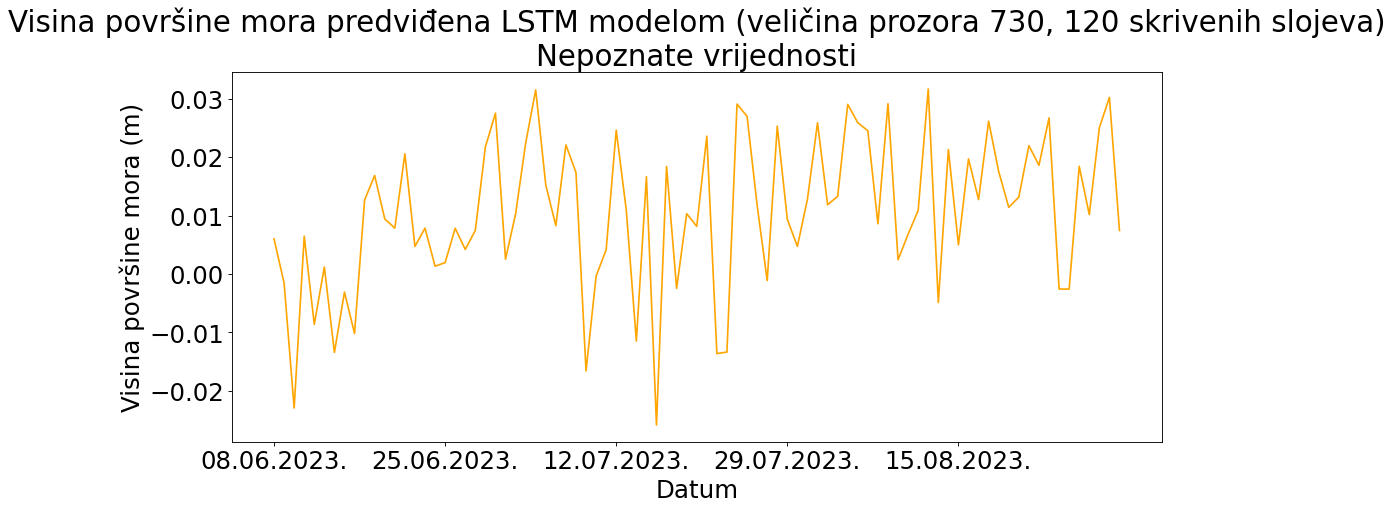 Visina površine mora predviđena LSTM modelom (veličina prozora 730, 120 skrivenih slojeva)
Nepoznate vrijednosti
Visina površine mora (m)
0.03
0.02
0.01
0.00
−0.01
−0.02
08.06.2023. 25.06.2023. 12.07.2023. 29.07.2023. 15.08.2023.
Datum